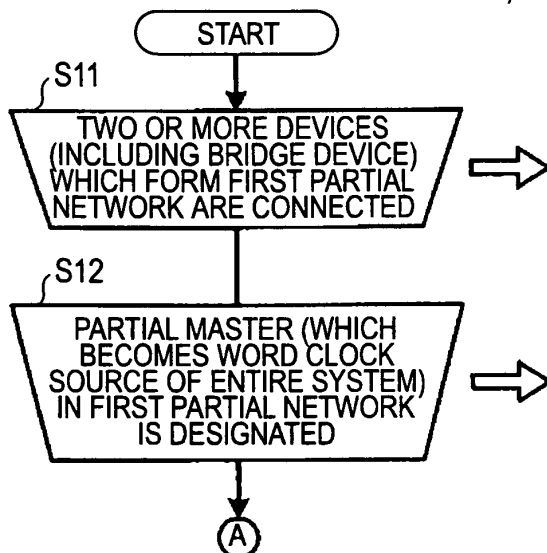 START
S11
TWO OR MORE DEVICES
(INCLUDING BRIDGE DEVICE)
WHICH FORM FIRST PARTIAL
NETWORK ARE CONNECTED
S12
PARTIAL MASTER (WHICH
BECOMES WORD CLOCK
SOURCE OF ENTIRE SYSTEM)
IN FIRST PARTIAL NETWORK
IS DESIGNATED
A